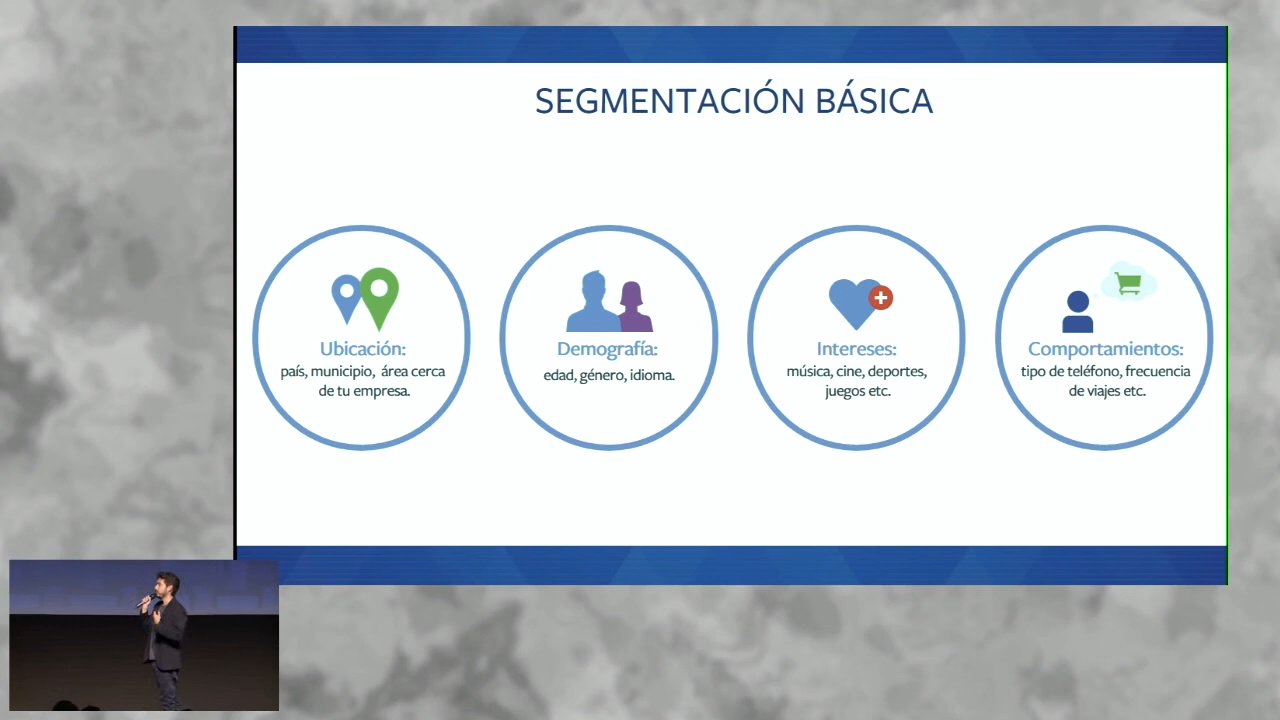 SEGMENTACIÓN BÁSICA
Ubicación:
país, municipio, área cerca
de tu empresa.
Demografía:
edad, género, idioma.
Intereses:
música, cine, deportes,
juegos etc.
Comportamientos:
tipo de teléfono, frecuencia
de viajes etc.